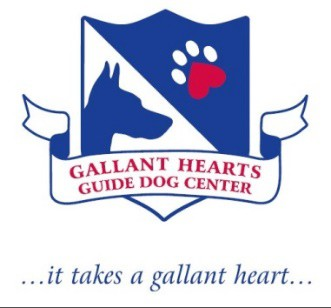 GALLANT HEARTS
GUIDE DOG CENTER
...it takes a gallant heart...